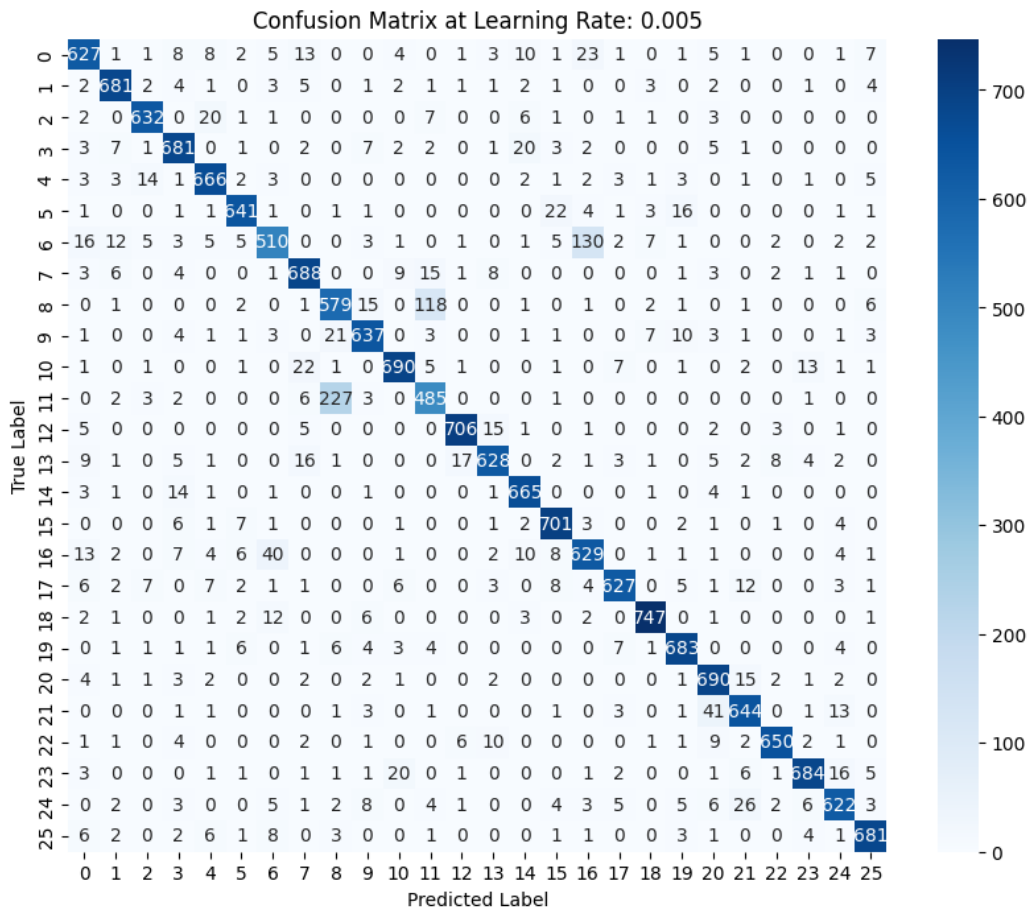 Confusion Matrix at Learning Rate: 0.005
0 627 1 1 8 8 2 5 13 0 0 4 0 1 3 10 1 23 1 0 1 5 1 0 0 1 7
1 2 681 2 4 1 0 3 5 0 1 2 1 1 1 2 1 0 0 3 0 2 0 0 1 0 4
2 2 0 632 0 20 1 1 0 0 0 0 7 0 0 6 0 1 1 1 0 3 0 0 0 0 0
3 3 7 1 681 0 1 0 2 0 7 2 2 0 1 20 3 2 0 0 0 5 1 0 0 0 0
4 3 3 14 1 666 2 3 0 0 0 0 0 0 0 2 1 2 3 1 3 0 1 0 1 0 5
5 1 0 0 1 1 641 1 0 1 1 0 0 0 0 0 22 4 1 3 16 0 0 0 0 1 1
6 16 12 5 3 5 5 510 0 0 3 1 0 1 0 1 5 130 2 7 1 0 0 2 0 2 2
7 3 6 0 4 0 0 1 688 0 0 9 15 1 8 0 0 0 0 0 1 3 0 2 1 1 0
8 0 1 0 0 0 2 0 1 579 15 0 118 0 0 1 0 1 0 2 1 0 1 0 0 0 6
9 1 0 0 4 1 1 3 0 21 637 0 3 0 0 1 1 0 0 7 10 3 1 0 0 1 3
10 1 0 1 0 0 0 0 22 1 0 690 5 1 0 0 1 0 7 0 1 0 2 0 13 1 1
11 0 2 3 2 0 0 0 6 227 3 0 485 0 0 0 1 0 0 0 0 0 0 0 1 0 0
12 5 0 0 0 0 0 0 5 0 0 0 0 706 15 1 0 1 0 0 0 2 0 3 0 1 0
13 9 1 0 5 1 0 0 16 1 0 0 0 17 628 0 2 1 3 1 0 5 2 8 4 2 0
14 3 1 0 14 1 0 1 0 0 1 0 0 0 1 665 0 0 0 1 0 4 1 0 0 0 0
15 0 0 0 6 1 7 1 0 0 0 1 0 0 1 2 701 3 0 0 2 1 0 1 0 4 0
16 13 2 0 7 4 6 40 0 0 0 1 0 0 2 10 8 629 0 1 1 1 0 0 0 4 1
17 6 2 7 0 7 2 1 1 0 0 6 0 0 3 0 8 4 627 0 5 1 12 0 0 3 1
18 2 1 0 0 1 2 12 0 0 6 0 0 0 0 3 0 2 0 747 0 0 0 0 0 0 1
19 0 1 1 1 1 6 0 1 6 4 3 4 0 0 0 0 0 7 1 683 0 0 0 0 4 0
20 4 1 1 3 2 0 0 2 0 2 1 0 0 2 0 0 0 0 0 1 690 15 2 1 2 0
21 0 0 0 1 1 0 0 0 1 3 0 1 0 0 0 1 0 3 0 1 41 644 0 1 13 0
22 1 1 0 4 0 0 0 2 0 1 0 0 6 10 0 0 0 0 1 1 9 2 650 2 1 0
23 3 0 0 0 1 1 0 1 1 1 20 0 1 0 0 0 1 2 0 0 1 6 1 684 16 5
24 0 2 0 3 0 0 5 1 2 8 0 4 1 0 0 4 3 5 0 5 6 26 2 6 622 3
25 6 2 0 2 6 1 8 0 3 0 0 1 0 0 0 1 1 0 0 3 1 0 0 4 1 681
0 1 2 3 4 5 6 7 8 9 10 11 12 13 14 15 16 17 18 19 20 21 22 23 24 25
Predicted Label
True Label
700
600
500
400
300
200
100
0